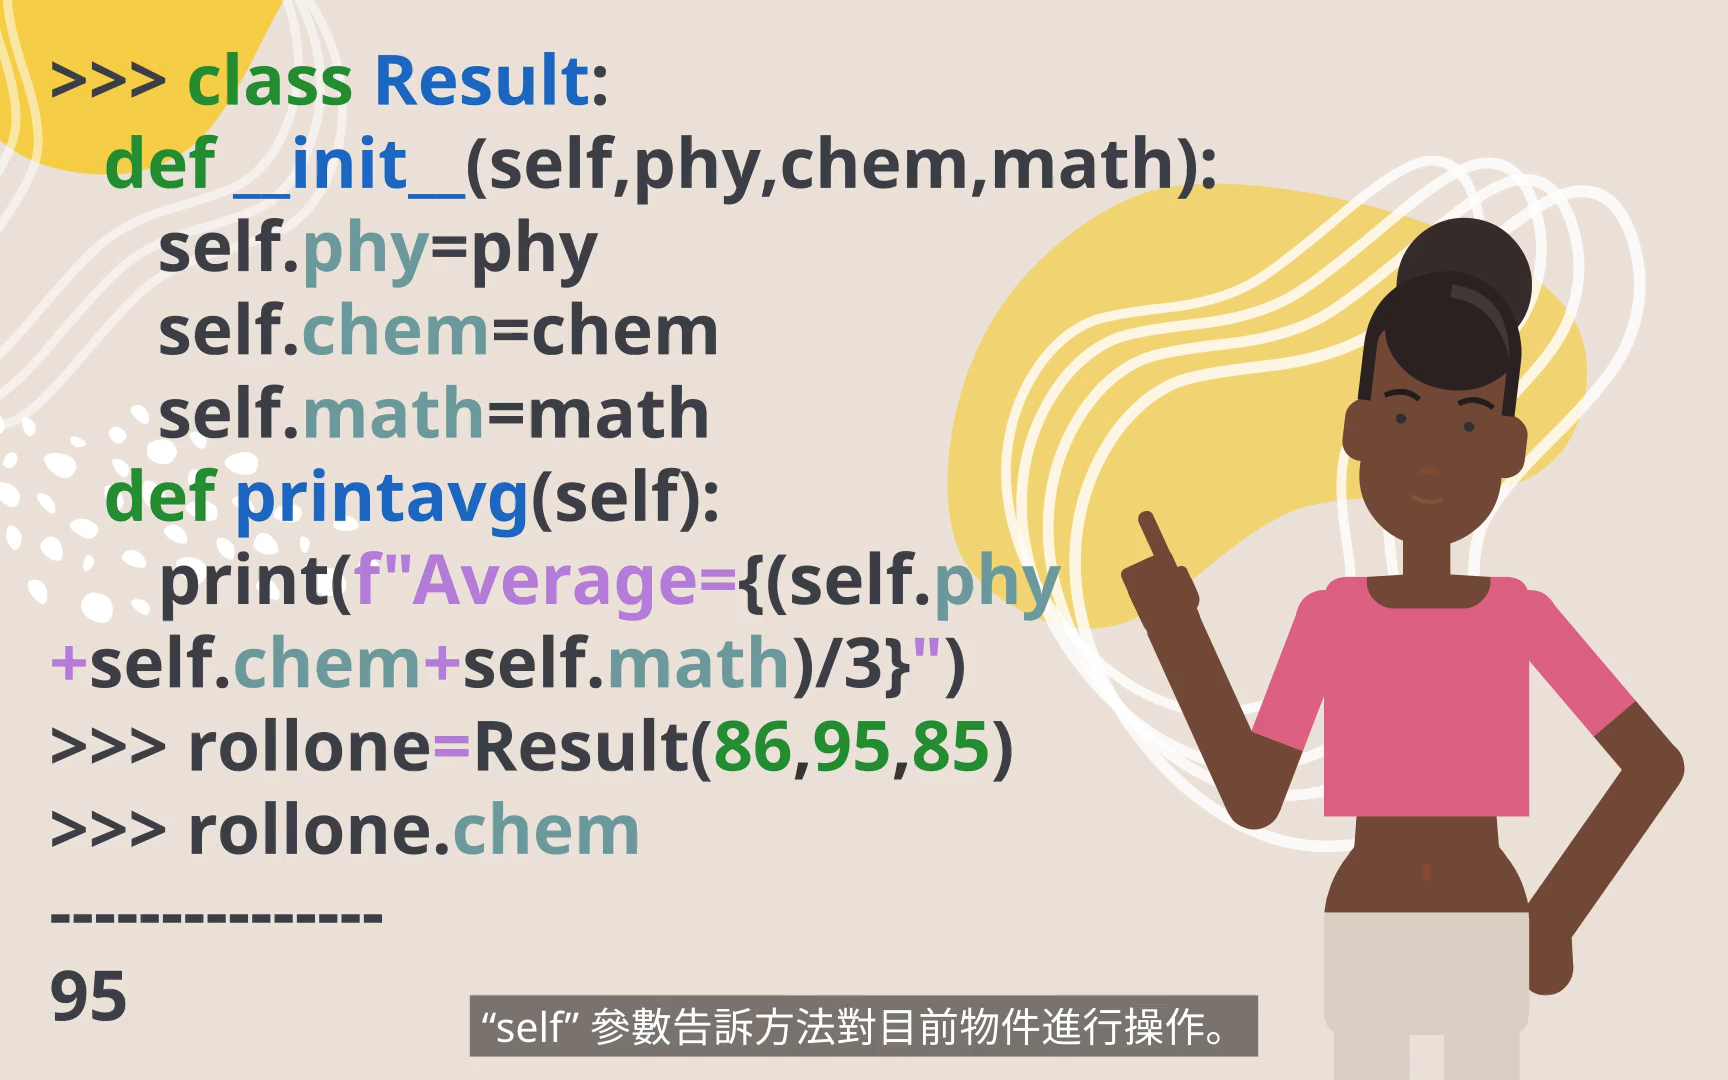 >>> class Result:
def __init__(self,phy,chem,math):
self.phy=phy
self.chem=chem
self.math=math
def printavg(self):
print(f"Average={(self.phy
+self.chem+self.math)/3}")
>>> rollone=Result(86,95,85)
>>> rollone.chem
---------------
95
“self” 參數告訴方法對目前物件進行操作。